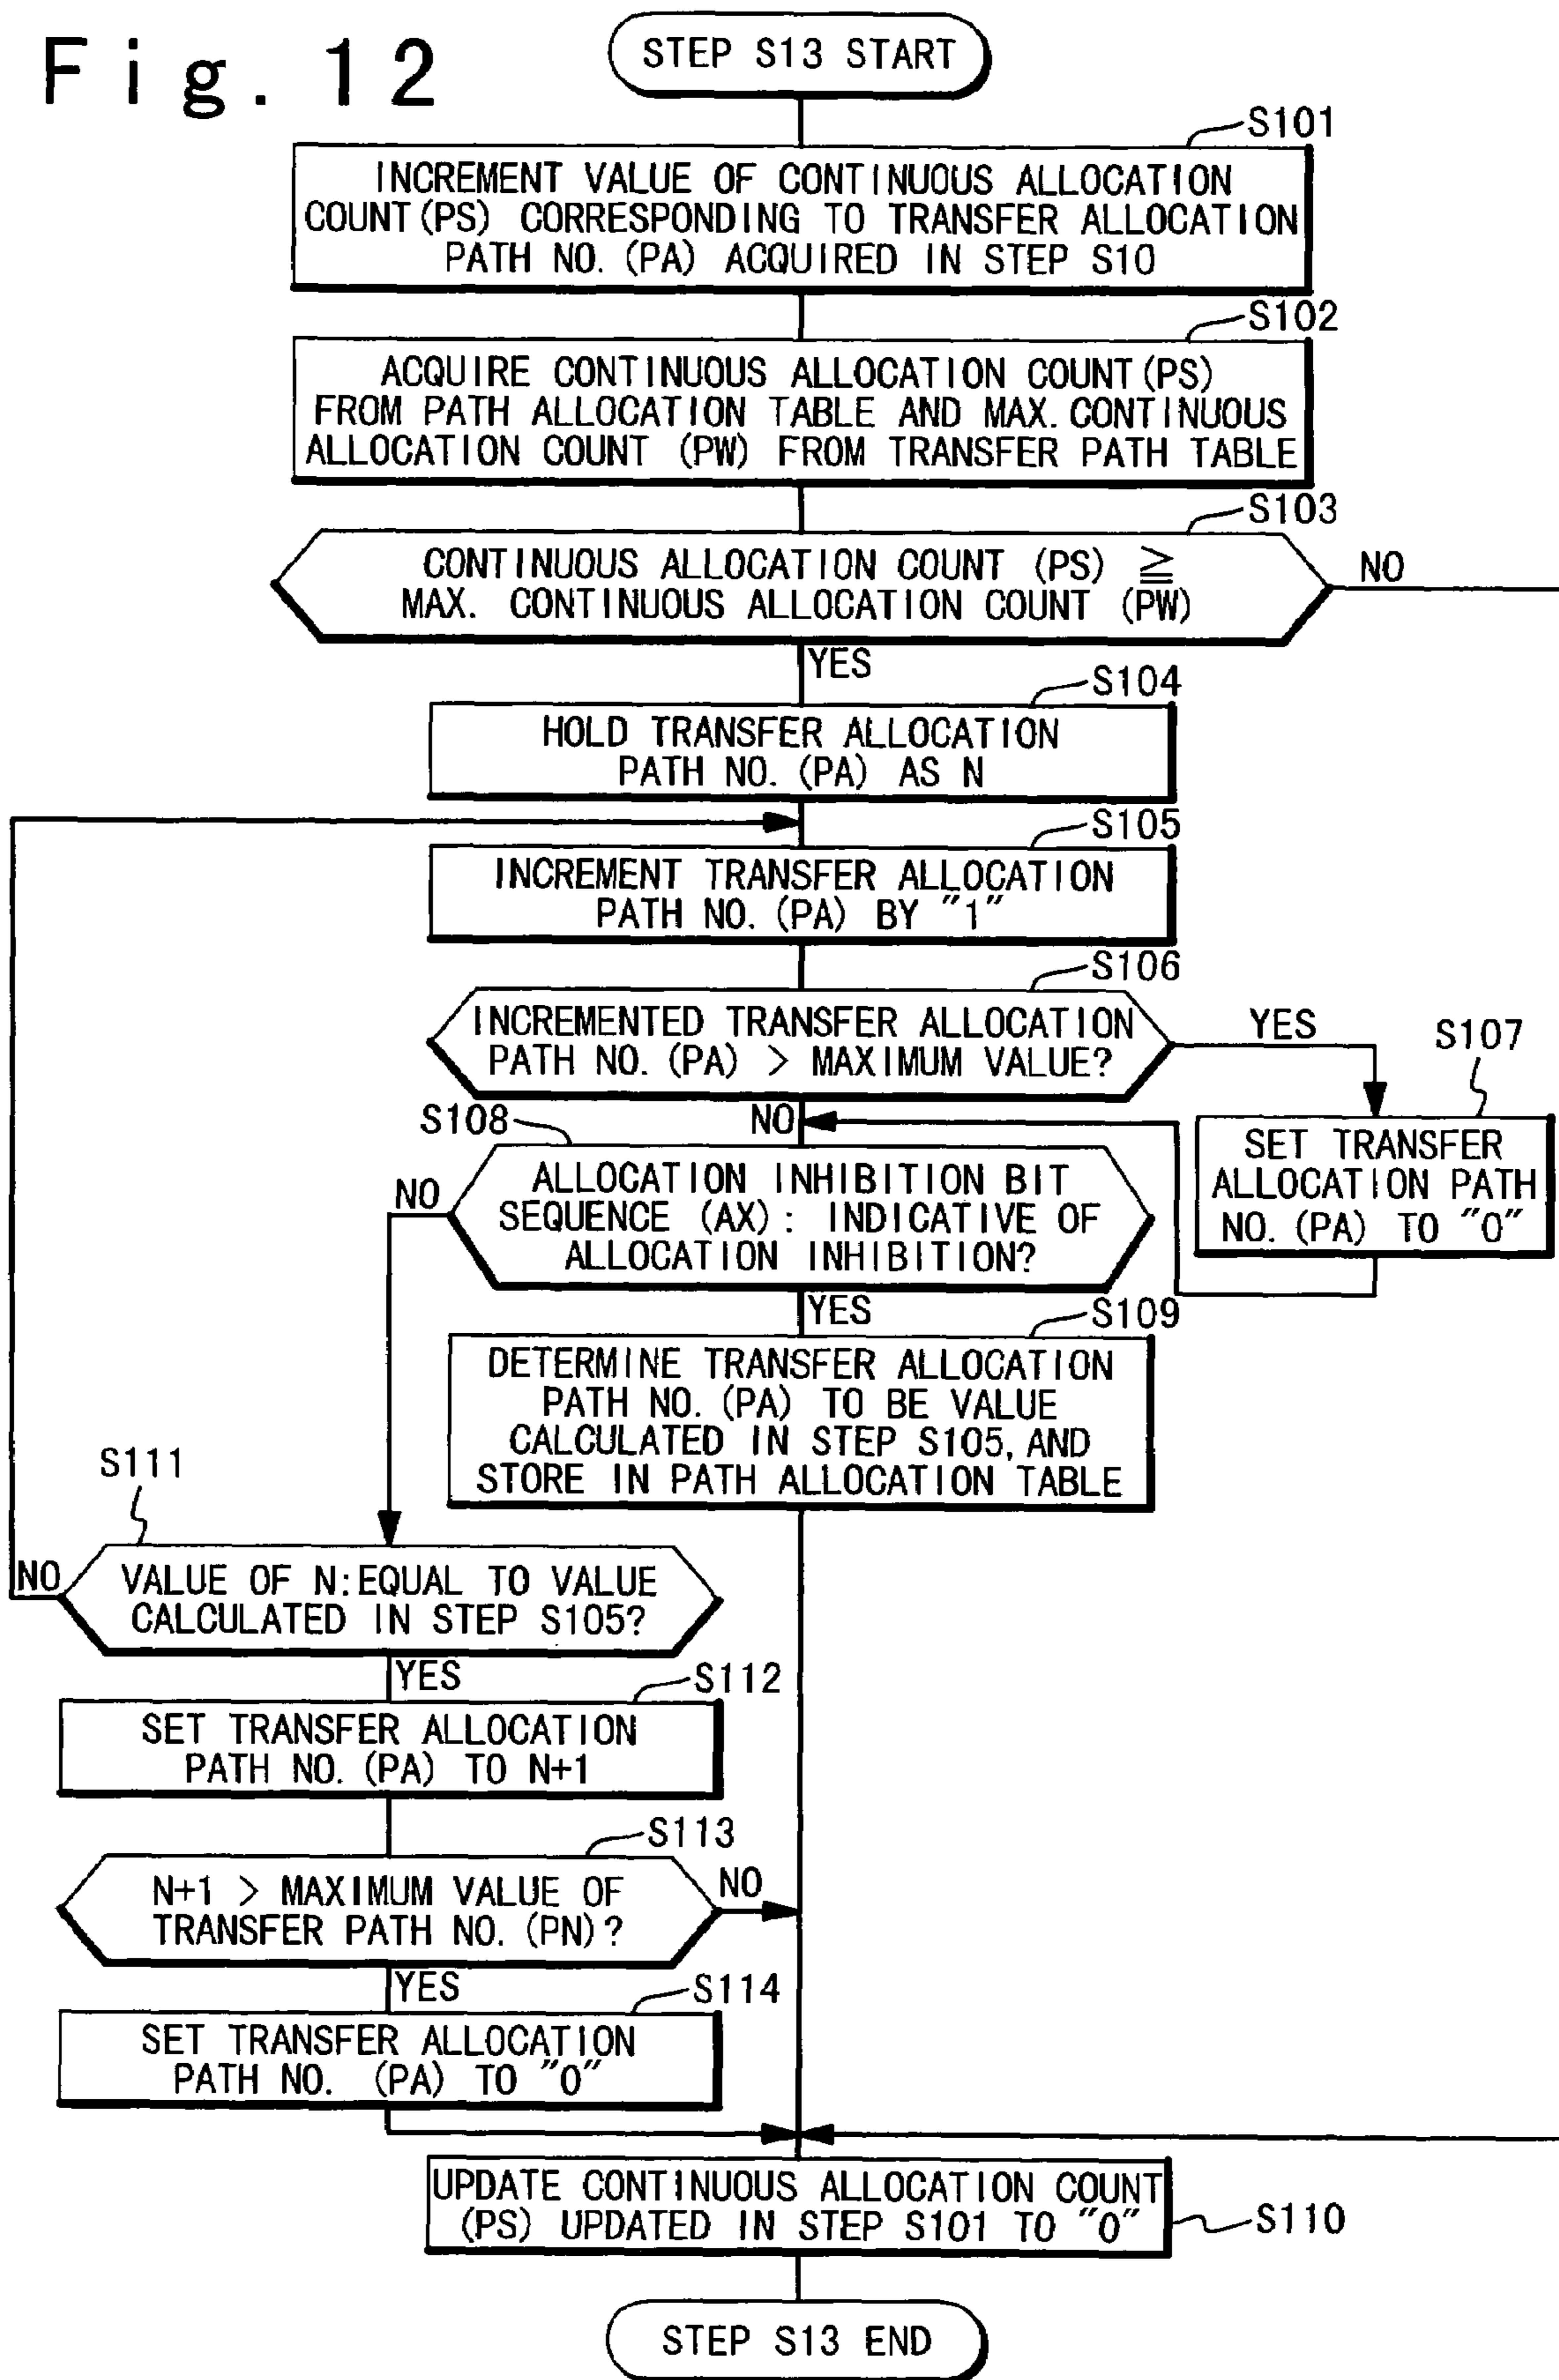 Fig. 12
STEP S13 START
S101
INCREMENT VALUE OF CONTINUOUS ALLOCATION
COUNT(PS) CORRESPONDING TO TRANSFER ALLOCATION
PATH NO. (PA) ACQUIRED IN STEP S10
S102
ACQUIRE CONTINUOUS ALLOCATION COUNT(PS)
FROM PATH ALLOCATION TABLE AND MAX. CONTINUOUS
ALLOCATION COUNT (PW) FROM TRANSFER PATH TABLE
S103
CONTINUOUS ALLOCATION COUNT (PS) ≧
MAX. CONTINUOUS ALLOCATION COUNT (PW)
NO
YES
S104
HOLD TRANSFER ALLOCATION
PATH NO. (PA) AS N
S105
INCREMENT TRANSFER ALLOCATION
PATH NO. (PA) BY "1"
S106
INCREMENTED TRANSFER ALLOCATION
PATH NO. (PA) > MAXIMUM VALUE?
YES
S107
NO
SET TRANSFER
ALLOCATION PATH
NO. (PA) TO "0"
S108
ALLOCATION INHIBITION BIT
SEQUENCE (AX): INDICATIVE OF
ALLOCATION INHIBITION?
NO
YES
S109
DETERMINE TRANSFER ALLOCATION
PATH NO. (PA) TO BE VALUE
CALCULATED IN STEP S105, AND
STORE IN PATH ALLOCATION TABLE
S111
VALUE OF N:EQUAL TO VALUE
CALCULATED IN STEP S105?
NO
YES
S112
SET TRANSFER ALLOCATION
PATH NO. (PA) TO N+1
S113
N+1 > MAXIMUM VALUE OF
TRANSFER PATH NO. (PN)?
NO
YES
S114
SET TRANSFER ALLOCATION
PATH NO. (PA) TO "0"
UPDATE CONTINUOUS ALLOCATION COUNT
(PS) UPDATED IN STEP S101 TO "0"
S110
STEP S13 END